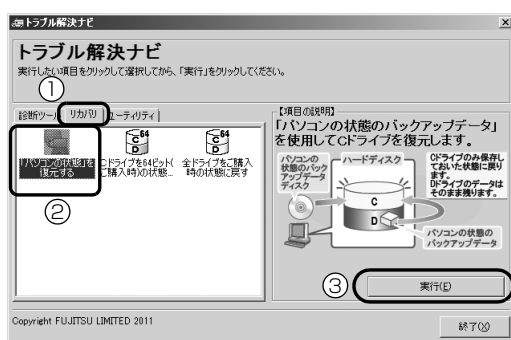 トラブル解決ナビ
トラブル解決ナビ
実行したい項目をクリックして選択してから、「実行」をクリックしてください。
①
診断ツール リカバリ ユーティリティ
「パソコンの状態」を
復元する
Cドライブを64ビット(
ご購入時)の状態...
全ドライブをご購入
時の状態に戻す
②
【項目の説明】
「パソコンの状態のバックアップデータ」
を使用してCドライブを復元します。
パソコンの
状態のバック
アップデータ
ディスク
ハードディスク
Cドライブのみ保存し
ておいた状態に戻り
ます。
Dドライブのデータは
そのまま残ります。
C
D
パソコンの状態の
バックアップデータ
③
実行(E)
Copyright FUJITSU LIMITED 2011
終了(X)